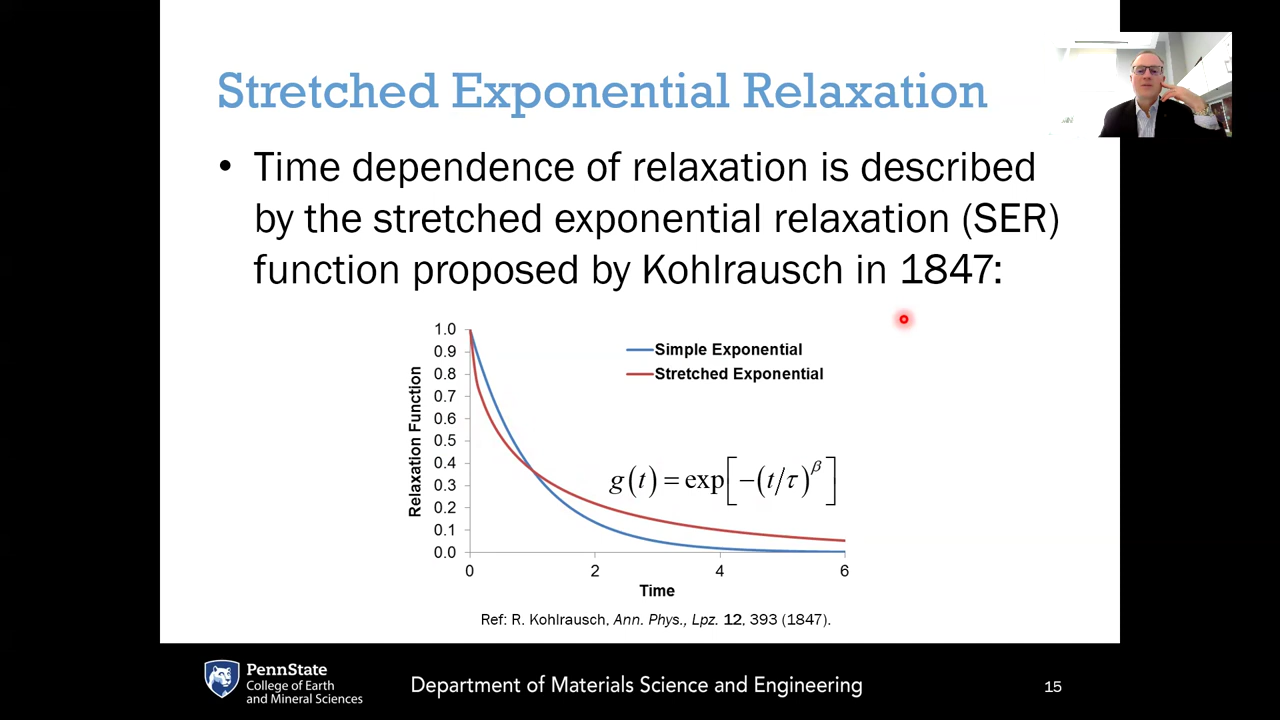 Stretched Exponential Relaxation
• Time dependence of relaxation is described
by the stretched exponential relaxation (SER)
function proposed by Kohlrausch in 1847:
Relaxation Function
1.0
0.9
0.8
0.7
0.6
0.5
0.4
0.3
0.2
0.1
0.0
Simple Exponential
Stretched Exponential
g(t) = exp[−(t/τ)^β]
0 2 4 6
Time
Ref: R. Kohlrausch, Ann. Phys., Lpz. 12, 393 (1847).
PennState
College of Earth
and Mineral Sciences
Department of Materials Science and Engineering
15